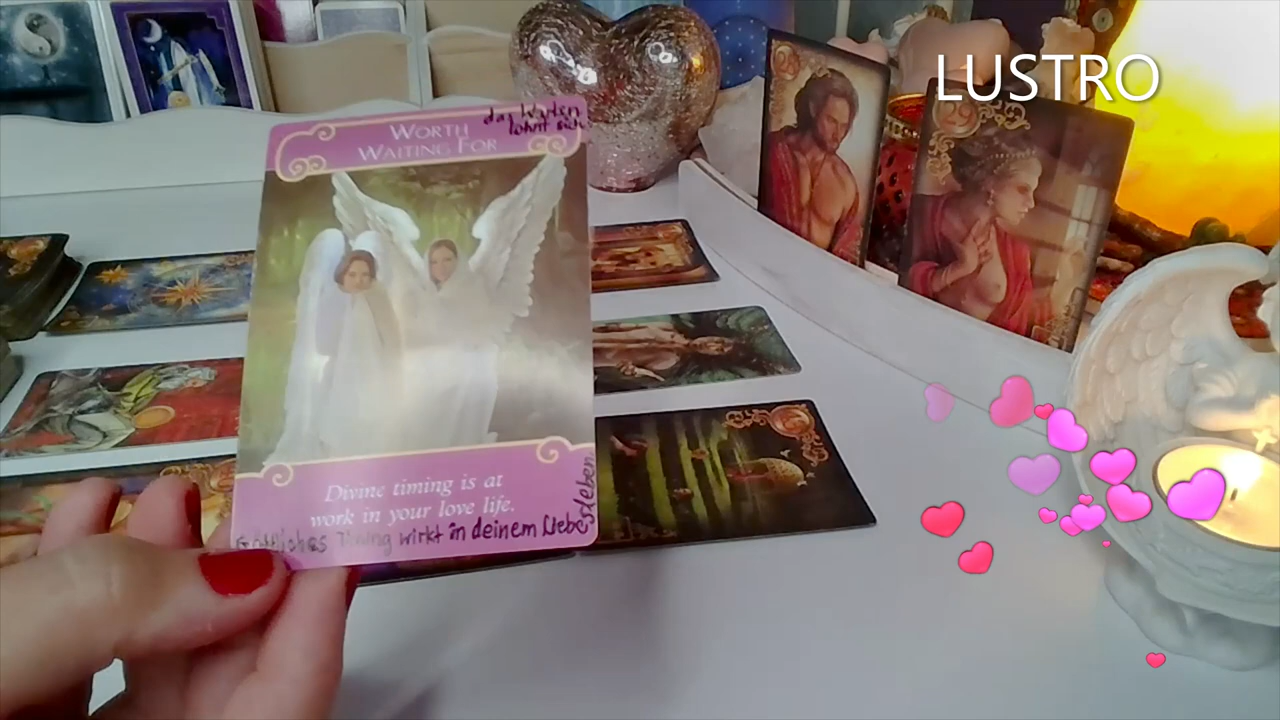 LUSTRO
das Warten
lohnt sich
WORTH
WAITING FOR
29
Divine timing is at
work in your love life.
Göttliches Timing wirkt in deinem Liebesleben